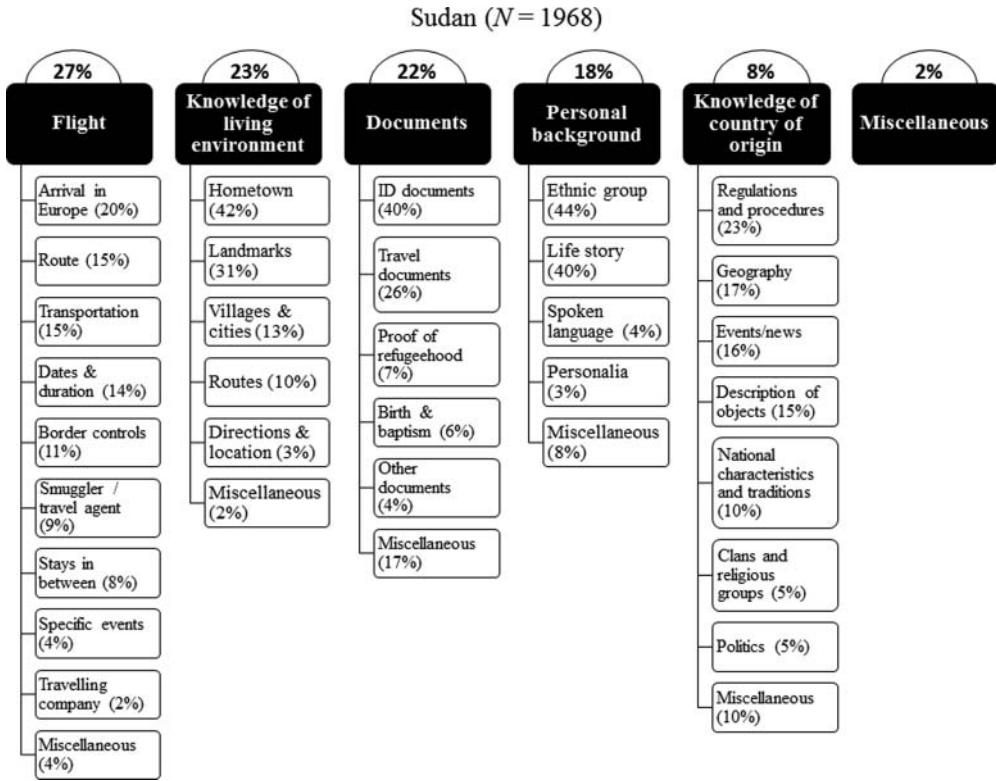 Sudan (N = 1968)
27%
Flight
Arrival in
Europe (20%)
Route (15%)
Transportation
(15%)
Dates &
duration (14%)
Border controls
(11%)
Smuggler /
travel agent
(9%)
Stays in
between (8%)
Specific events
(4%)
Travelling
company (2%)
Miscellaneous
(4%)
23%
Knowledge of
living
environment
Hometown
(42%)
Landmarks
(31%)
Villages &
cities (13%)
Routes (10%)
Directions &
location (3%)
Miscellaneous
(2%)
22%
Documents
ID documents
(40%)
Travel
documents
(26%)
Proof of
refugeehood
(7%)
Birth &
baptism (6%)
Other
documents
(4%)
Miscellaneous
(17%)
18%
Personal
background
Ethnic group
(44%)
Life story
(40%)
Spoken
language (4%)
Personalia
(3%)
Miscellaneous
(8%)
8%
Knowledge of
country of
origin
Regulations
and procedures
(23%)
Geography
(17%)
Events/news
(16%)
Description of
objects (15%)
National
characteristics
and traditions
(10%)
Clans and
religious
groups (5%)
Politics (5%)
Miscellaneous
(10%)
2%
Miscellaneous